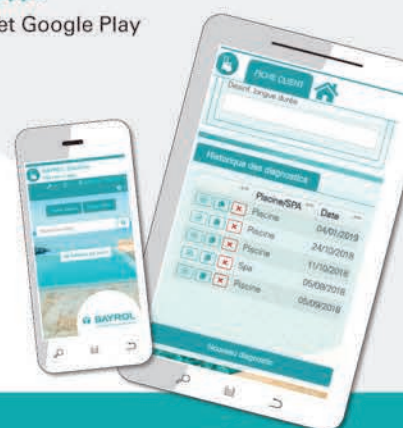 et Google Play
FICHE CLIENT
Désinf. longue durée
Historique des diagnostics
Piscine/SPA Date
Piscine 04/01/2019
Piscine 24/10/2018
Piscine 11/10/2018
Spa 05/09/2018
Piscine 05/09/2018
Nouveau diagnostic
BAYROL